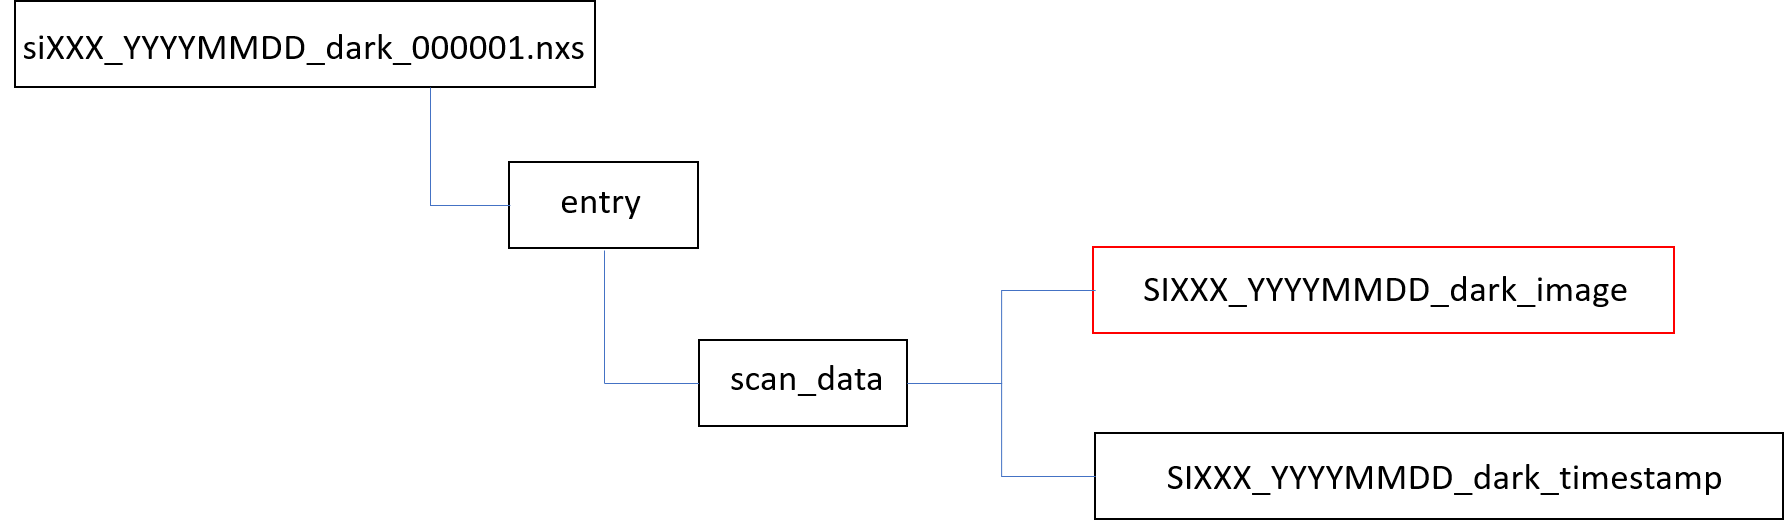 siXXX_YYYYMMDD_dark_000001.nxs
entry
SIXXX_YYYYMMDD_dark_image
scan_data
SIXXX_YYYYMMDD_dark_timestamp